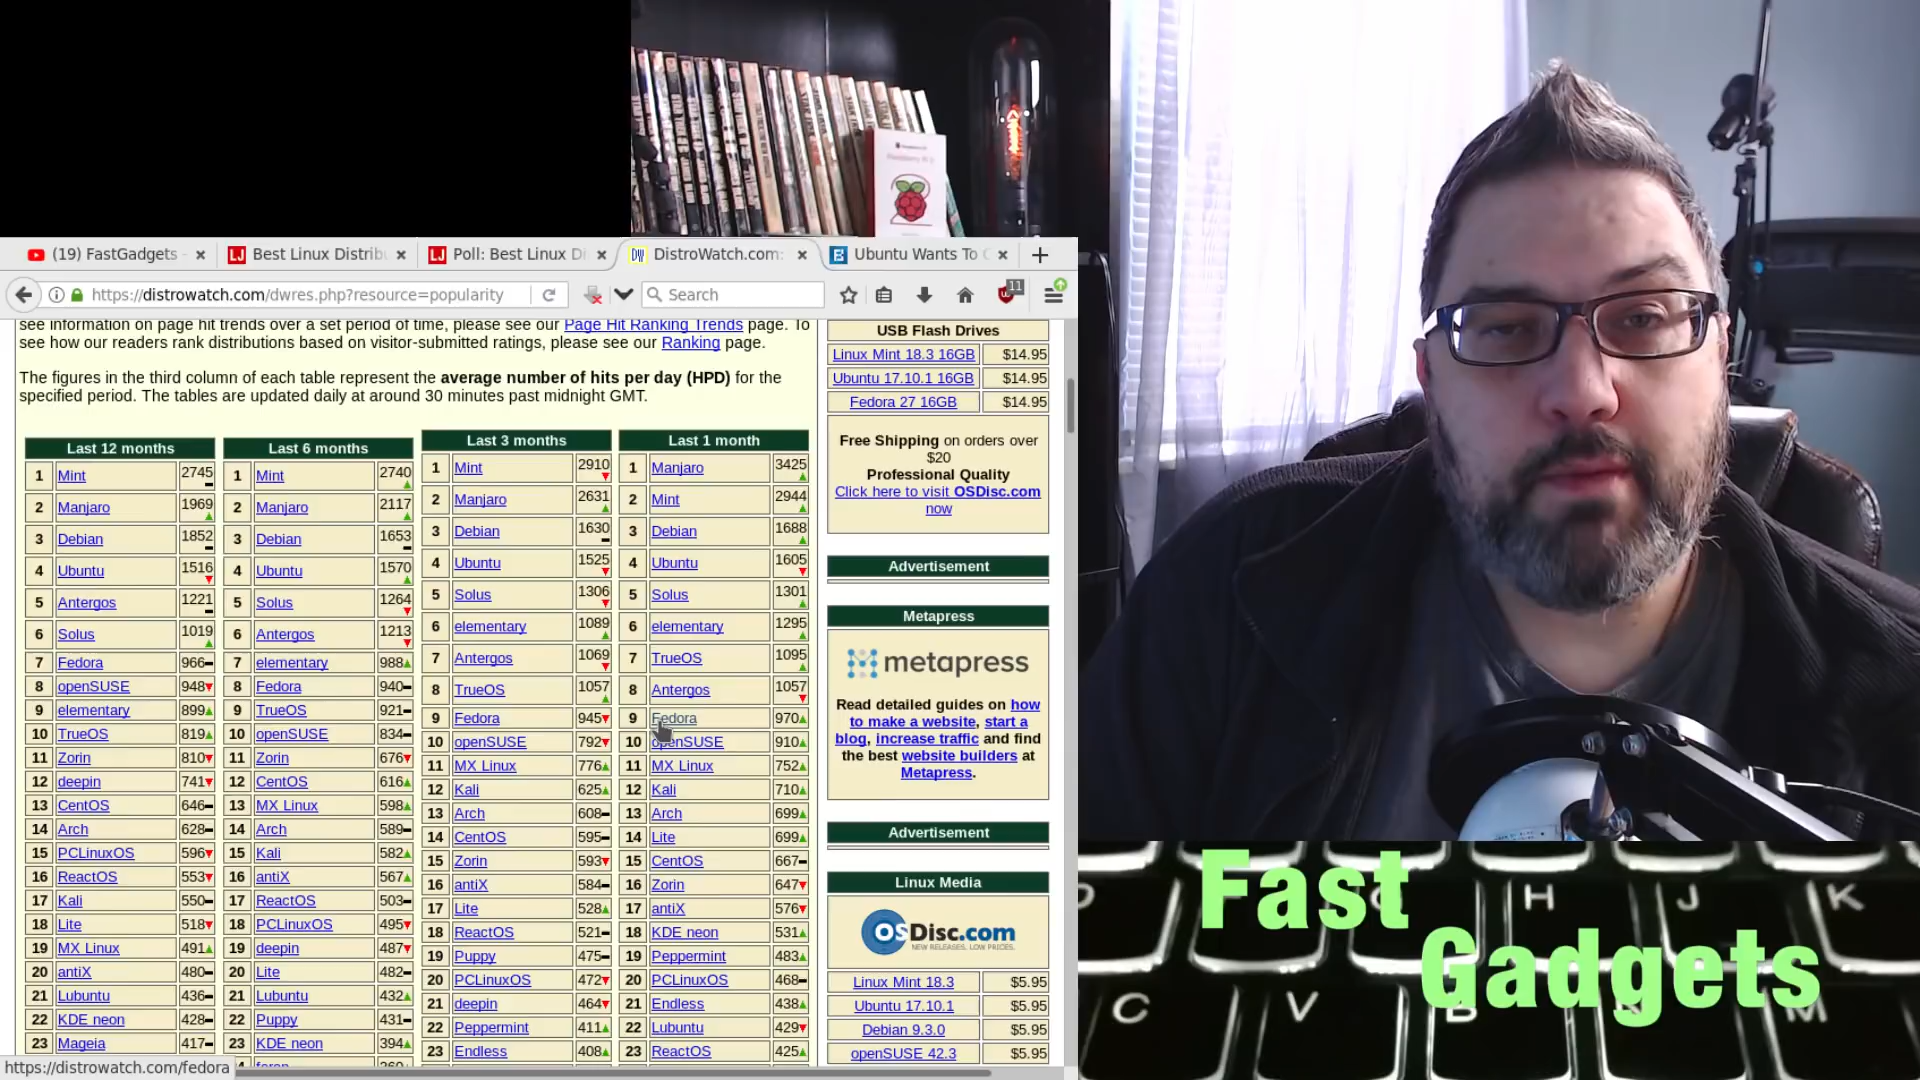 Raspberry Pi 3
(19) FastGadgets -
Best Linux Distrib
Poll: Best Linux Di
DistroWatch.com:
Ubuntu Wants To C
https://distrowatch.com/dwres.php?resource=popularity
Search
11
see information on page hit trends over a set period of time, please see our Page Hit Ranking Trends page. To
see how our readers rank distributions based on visitor-submitted ratings, please see our Ranking page.
The figures in the third column of each table represent the average number of hits per day (HPD) for the
specified period. The tables are updated daily at around 30 minutes past midnight GMT.
Last 12 months
1 Mint 2745
2 Manjaro 1969
3 Debian 1852
4 Ubuntu 1516
5 Antergos 1221
6 Solus 1019
7 Fedora 966
8 openSUSE 948
9 elementary 899
10 TrueOS 819
11 Zorin 810
12 deepin 741
13 CentOS 646
14 Arch 628
15 PCLinuxOS 596
16 ReactOS 553
17 Kali 550
18 Lite 518
19 MX Linux 491
20 antiX 480
21 Lubuntu 436
22 KDE neon 428
23 Mageia 417
Last 6 months
1 Mint 2740
2 Manjaro 2117
3 Debian 1653
4 Ubuntu 1570
5 Solus 1264
6 Antergos 1213
7 elementary 988
8 Fedora 940
9 TrueOS 921
10 openSUSE 834
11 Zorin 676
12 CentOS 616
13 MX Linux 598
14 Arch 589
15 Kali 582
16 antiX 567
17 ReactOS 503
18 PCLinuxOS 495
19 deepin 487
20 Lite 482
21 Lubuntu 432
22 Puppy 431
23 KDE neon 394
Last 3 months
1 Mint 2910
2 Manjaro 2631
3 Debian 1630
4 Ubuntu 1525
5 Solus 1306
6 elementary 1089
7 Antergos 1069
8 TrueOS 1057
9 Fedora 945
10 openSUSE 792
11 MX Linux 776
12 Kali 625
13 Arch 608
14 CentOS 595
15 Zorin 593
16 antiX 584
17 Lite 528
18 ReactOS 521
19 Puppy 475
20 PCLinuxOS 472
21 deepin 464
22 Peppermint 411
23 Endless 408
Last 1 month
1 Manjaro 3425
2 Mint 2944
3 Debian 1688
4 Ubuntu 1605
5 Solus 1301
6 elementary 1295
7 TrueOS 1095
8 Antergos 1057
9 Fedora 970
10 openSUSE 910
11 MX Linux 752
12 Kali 710
13 Arch 699
14 Lite 699
15 CentOS 667
16 Zorin 647
17 antiX 576
18 KDE neon 531
19 Peppermint 483
20 PCLinuxOS 468
21 Endless 438
22 Lubuntu 429
23 ReactOS 425
USB Flash Drives
Linux Mint 18.3 16GB $14.95
Ubuntu 17.10.1 16GB $14.95
Fedora 27 16GB $14.95
Free Shipping on orders over
$20
Professional Quality
Click here to visit OSDisc.com
now
Advertisement
Metapress
metapress
Read detailed guides on how
to make a website, start a
blog, increase traffic and find
the best website builders at
Metapress.
Advertisement
Linux Media
OSDisc.com
NEW RELEASES. LOW PRICES.
Linux Mint 18.3 $5.95
Ubuntu 17.10.1 $5.95
Debian 9.3.0 $5.95
openSUSE 42.3 $5.95
https://distrowatch.com/fedora
Fast
Gadgets
H
J
K
C
V
B
M